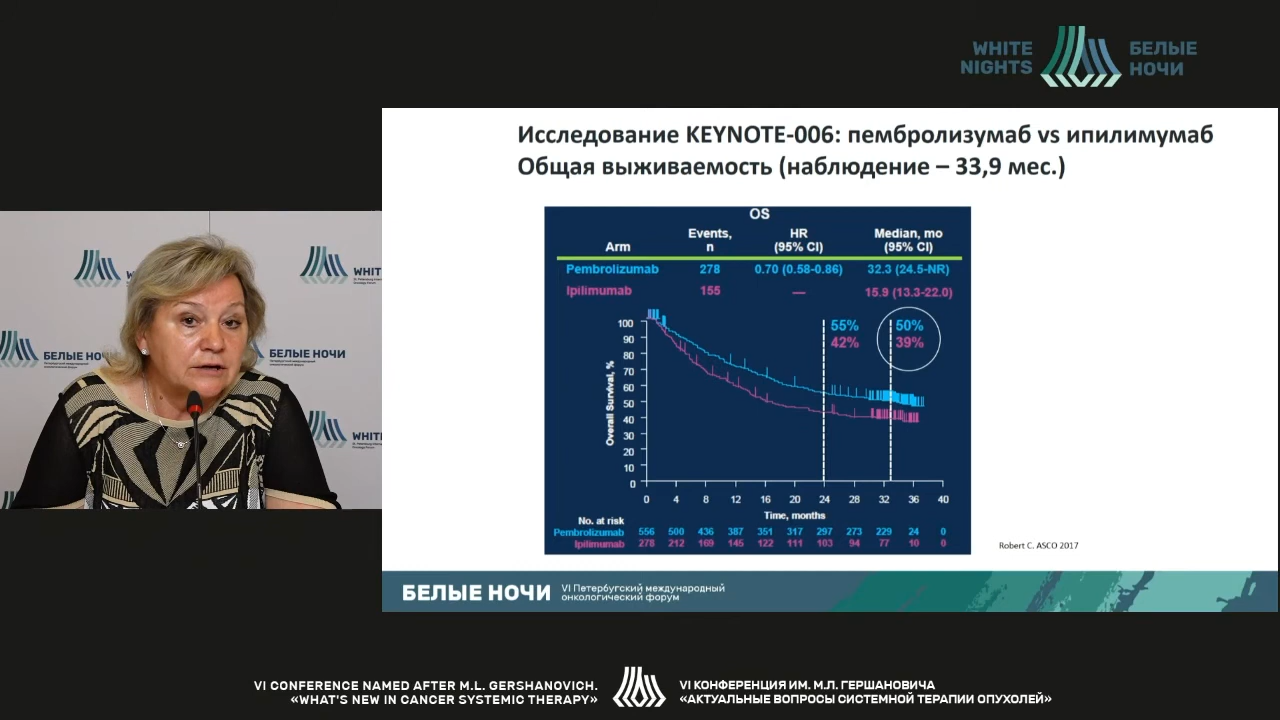 WHITE
NIGHTS
БЕЛЫЕ
НОЧИ
Исследование KEYNOTE-006: пембролизумаб vs ипилимумаб
Общая выживаемость (наблюдение – 33,9 мес.)
OS
Arm
Events,
n
HR
(95% CI)
Median, mo
(95% CI)
Pembrolizumab 278 0.70 (0.58-0.86) 32.3 (24.5-NR)
Ipilimumab 155 — 15.9 (13.3-22.0)
55% 50%
42% 39%
Overall Survival, %
100
90
80
70
60
50
40
30
20
10
0
0 4 8 12 16 20 24 28 32 36 40
Time, months
No. at risk
Pembrolizumab 556 500 436 387 351 317 297 273 229 24 0
Ipilimumab 278 212 169 145 122 111 103 94 77 10 0
Robert C. ASCO 2017
WHITE
БЕЛЫЕ НО
БЕЛЫЕ НОЧИ
WHITE
БЕЛЫЕ НОЧИ
VI Петербургский международный
онкологический форум
VI CONFERENCE NAMED AFTER M.L. GERSHANOVICH.
«WHAT'S NEW IN CANCER SYSTEMIC THERAPY»
VI КОНФЕРЕНЦИЯ ИМ. М.Л. ГЕРШАНОВИЧА
«АКТУАЛЬНЫЕ ВОПРОСЫ СИСТЕМНОЙ ТЕРАПИИ ОПУХОЛЕЙ»